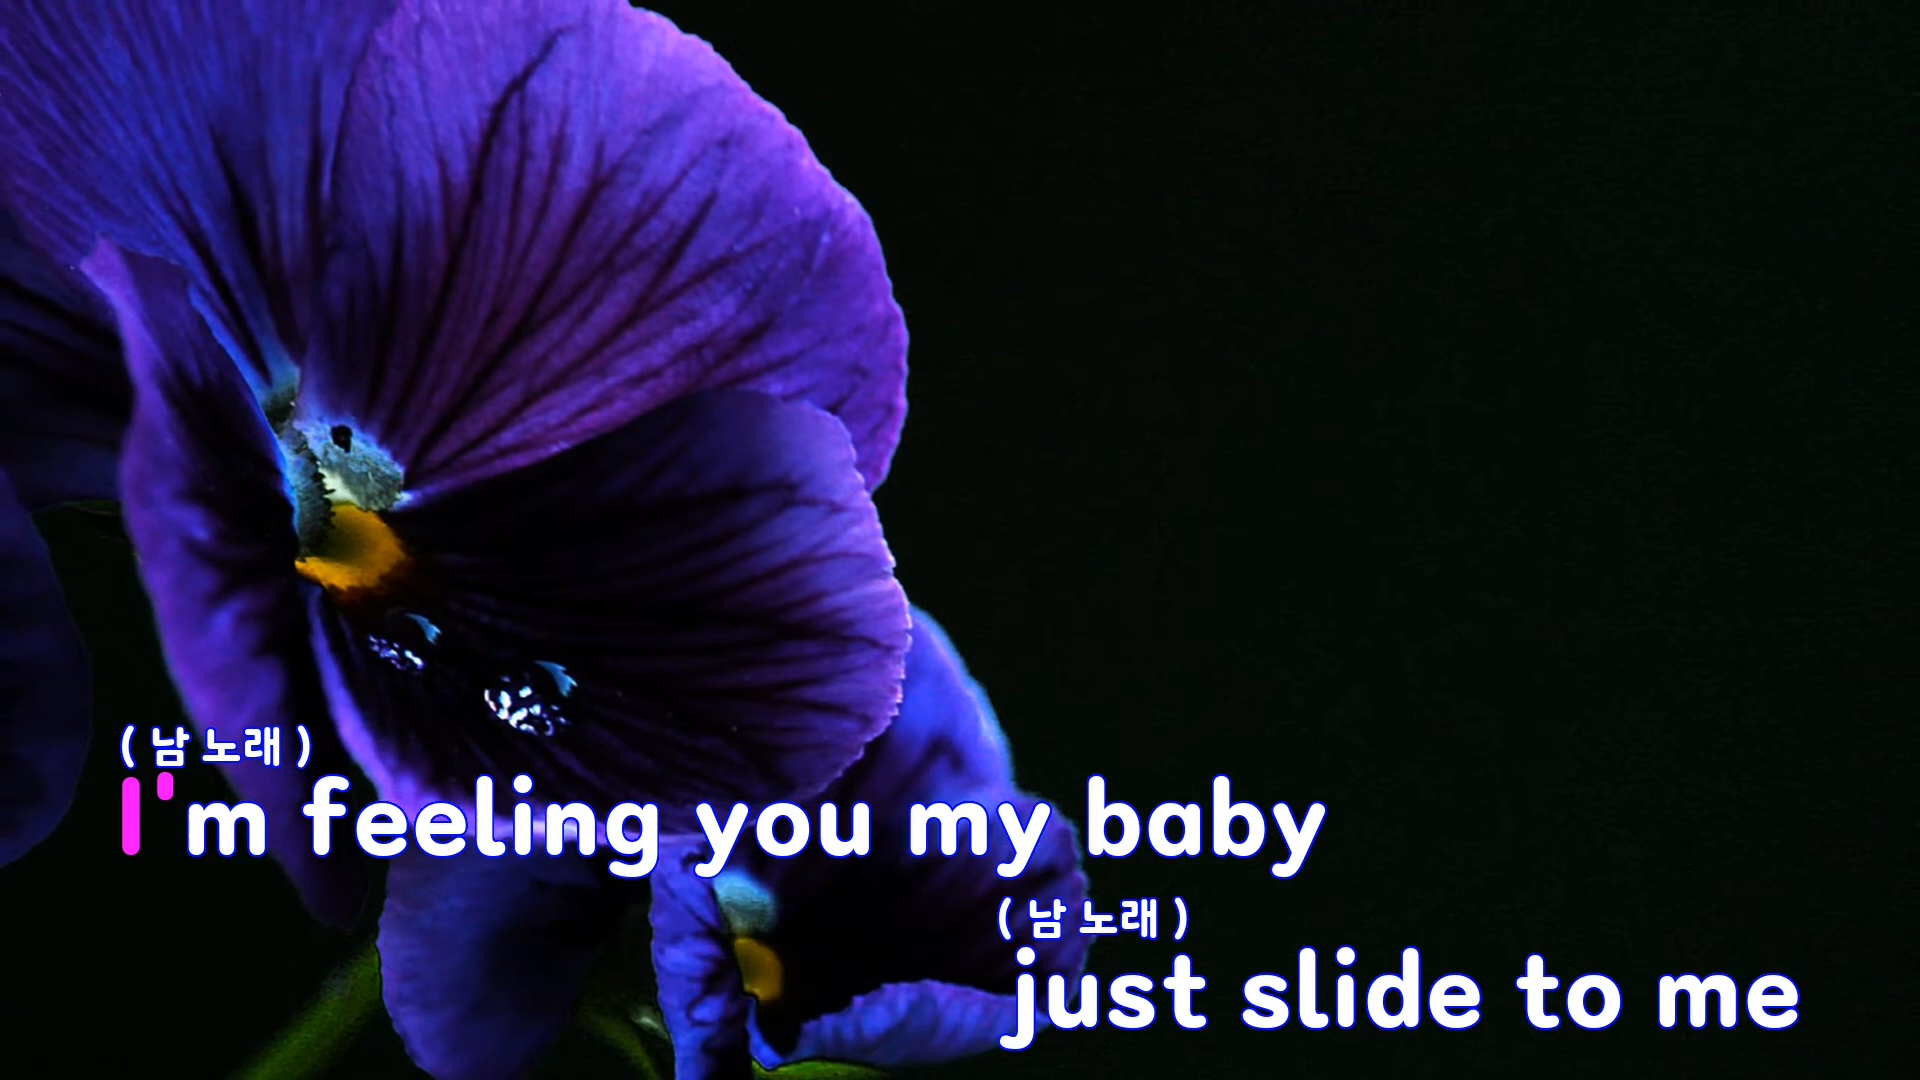 ( 남 노래 )
I'm feeling you my baby
( 남 노래 )
just slide to me